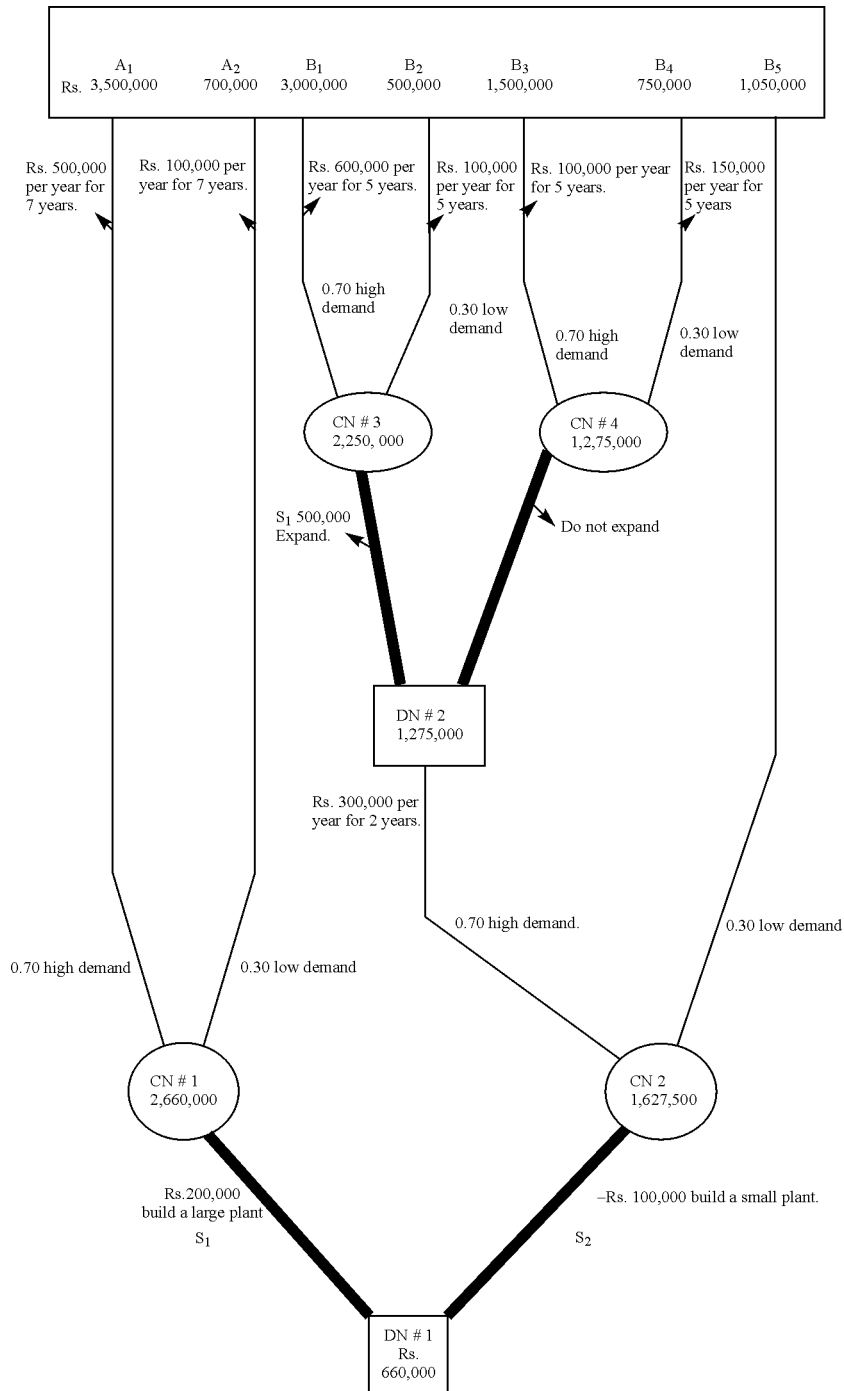 A1 A2 B1 B2 B3 B4 B5
Rs. 3,500,000 700,000 3,000,000 500,000 1,500,000 750,000 1,050,000
Rs. 500,000
per year for
7 years.
Rs. 100,000 per
year for 7 years.
Rs. 600,000 per
year for 5 years.
Rs. 100,000
per year for
5 years.
Rs. 100,000 per year
for 5 years.
Rs. 150,000
per year for
5 years
0.70 high
demand
0.30 low
demand
0.70 high
demand
0.30 low
demand
CN # 3
2,250, 000
CN # 4
1,2,75,000
S1 500,000
Expand.
Do not expand
DN # 2
1,275,000
Rs. 300,000 per
year for 2 years.
0.70 high demand.
0.30 low demand
0.70 high demand
0.30 low demand
CN # 1
2,660,000
CN 2
1,627,500
Rs.200,000
build a large plant
S1
–Rs. 100,000 build a small plant.
S2
DN # 1
Rs.
660,000